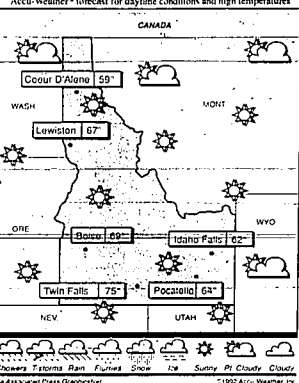 Accu-Weather® forecast for daytime conditions and high temperatures
CANADA
Coeur D'Alene 59°
WASH
MONT
Lewiston 67°
WYO
ORE
Boise 69°
Idaho Falls 62°
Twin Falls 75°
Pocatello 64°
NEV.
UTAH
Showers T-storms Rain Flurries Snow Ice Sunny Pt. Cloudy Cloudy
Associated Press GraphicsNet
©1992 Accu-Weather, Inc.